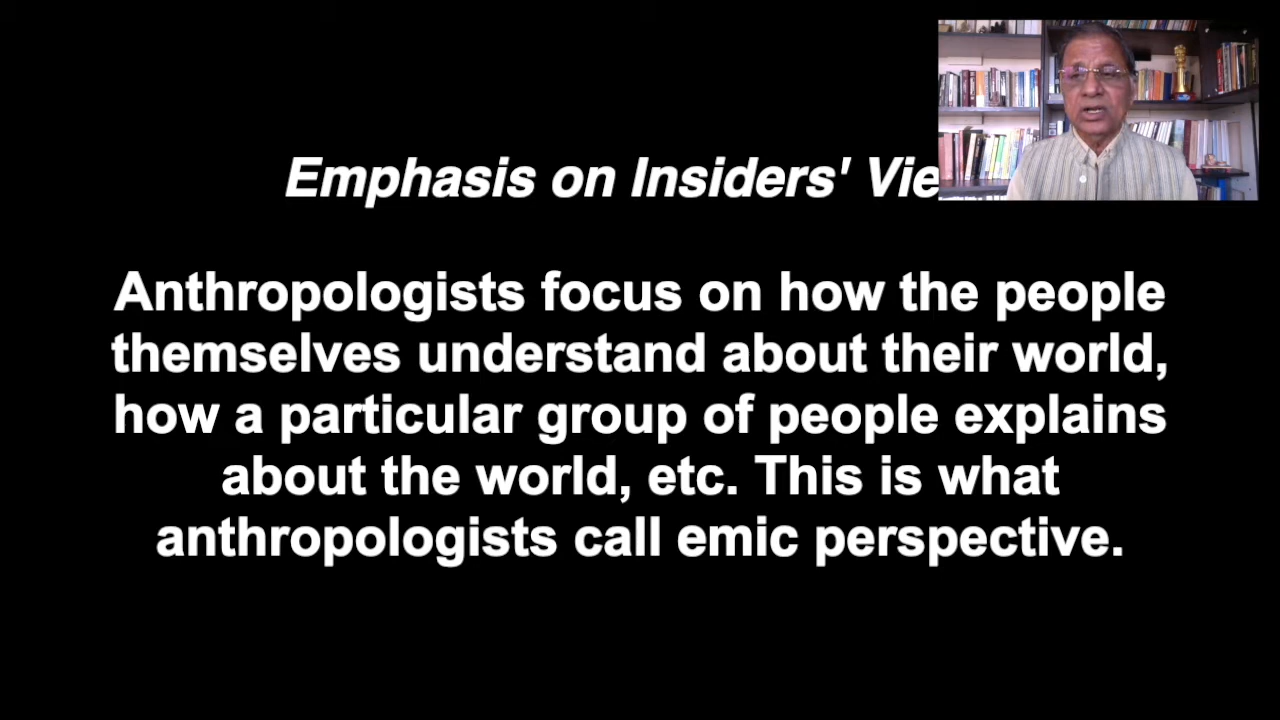 Emphasis on Insiders' Vie
Anthropologists focus on how the people
themselves understand about their world,
how a particular group of people explains
about the world, etc. This is what
anthropologists call emic perspective.